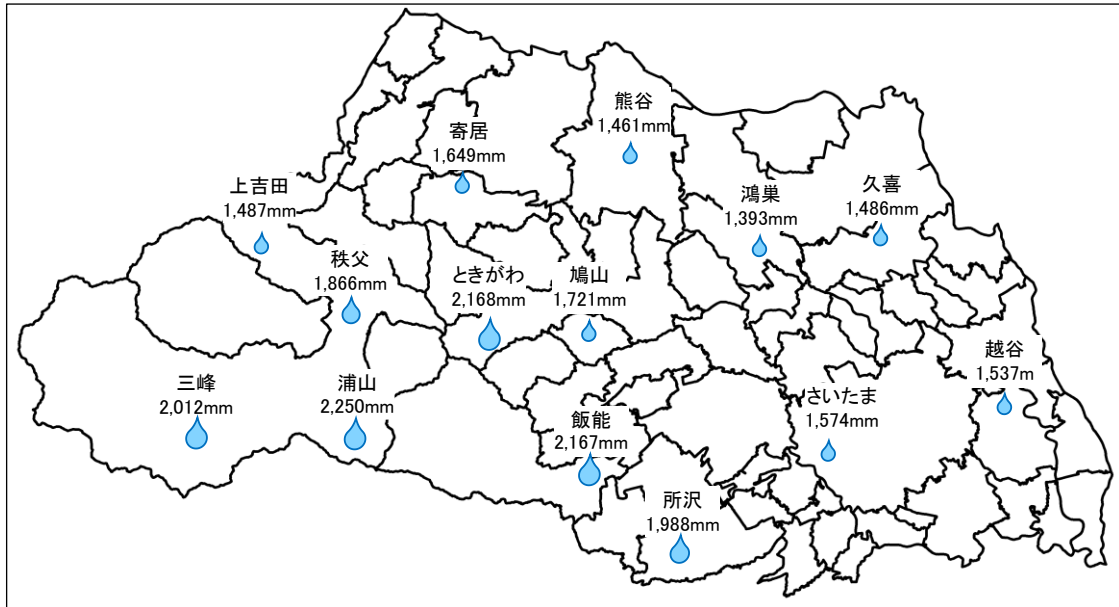 熊谷
1,461mm
寄居
1,649mm
上吉田
1,487mm
鴻巣
1,393mm
久喜
1,486mm
秩父
1,866mm
ときがわ
2,168mm
鳩山
1,721mm
越谷
1,537m
三峰
2,012mm
浦山
2,250mm
さいたま
1,574mm
飯能
2,167mm
所沢
1,988mm